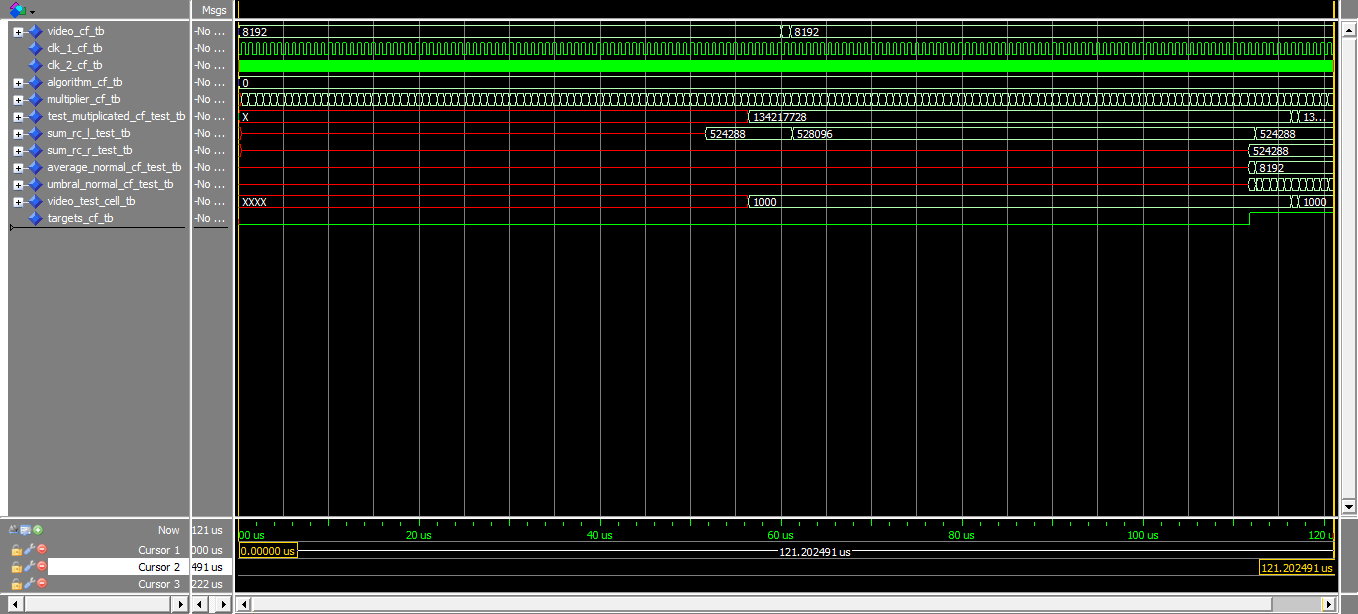 Msgs
video_cf_tb -No ... 8192 8192
clk_1_cf_tb -No ...
clk_2_cf_tb -No ...
algorithm_cf_tb -No ... 0
multiplier_cf_tb -No ...
test_mutiplicated_cf_test_tb -No ... X 134217728 13...
sum_rc_l_test_tb -No ... 524288 528096 524288
sum_rc_r_test_tb -No ... 524288
average_normal_cf_test_tb -No ... 8192
umbral_normal_cf_test_tb -No ...
video_test_cell_tb -No ... XXXX 1000 1000
targets_cf_tb -No ...
Now 121 us 00 us 20 us 40 us 60 us 80 us 100 us 120 u
Cursor 1 000 us 0.00000 us 121.202491 us
Cursor 2 491 us 121.202491 us
Cursor 3 222 us